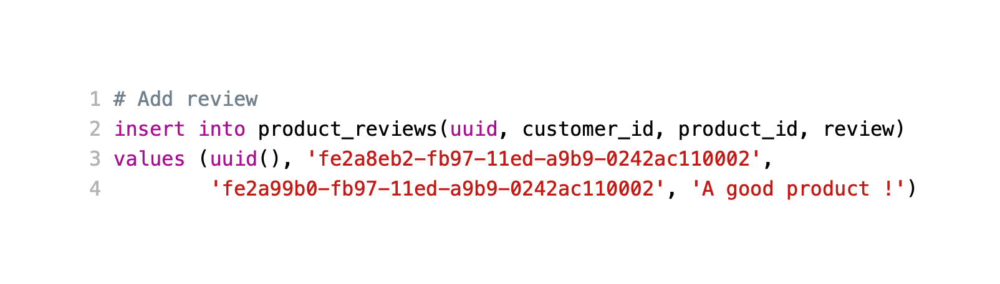 1 # Add review
2 insert into product_reviews(uuid, customer_id, product_id, review)
3 values (uuid(), 'fe2a8eb2-fb97-11ed-a9b9-0242ac110002',
4         'fe2a99b0-fb97-11ed-a9b9-0242ac110002', 'A good product !')